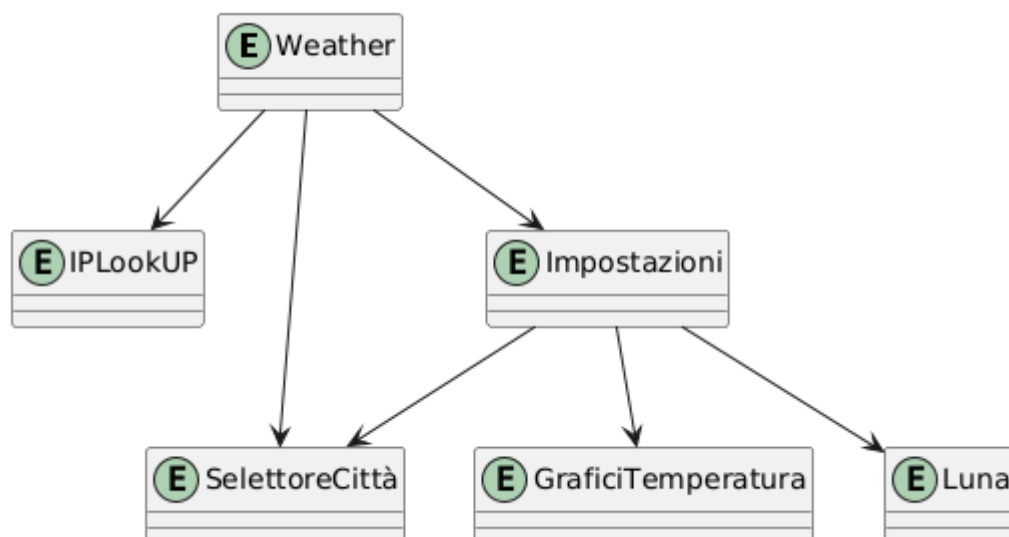 E Weather
E IPLookUP
E Impostazioni
E SelettoreCittà
E GraficiTemperatura
E Luna